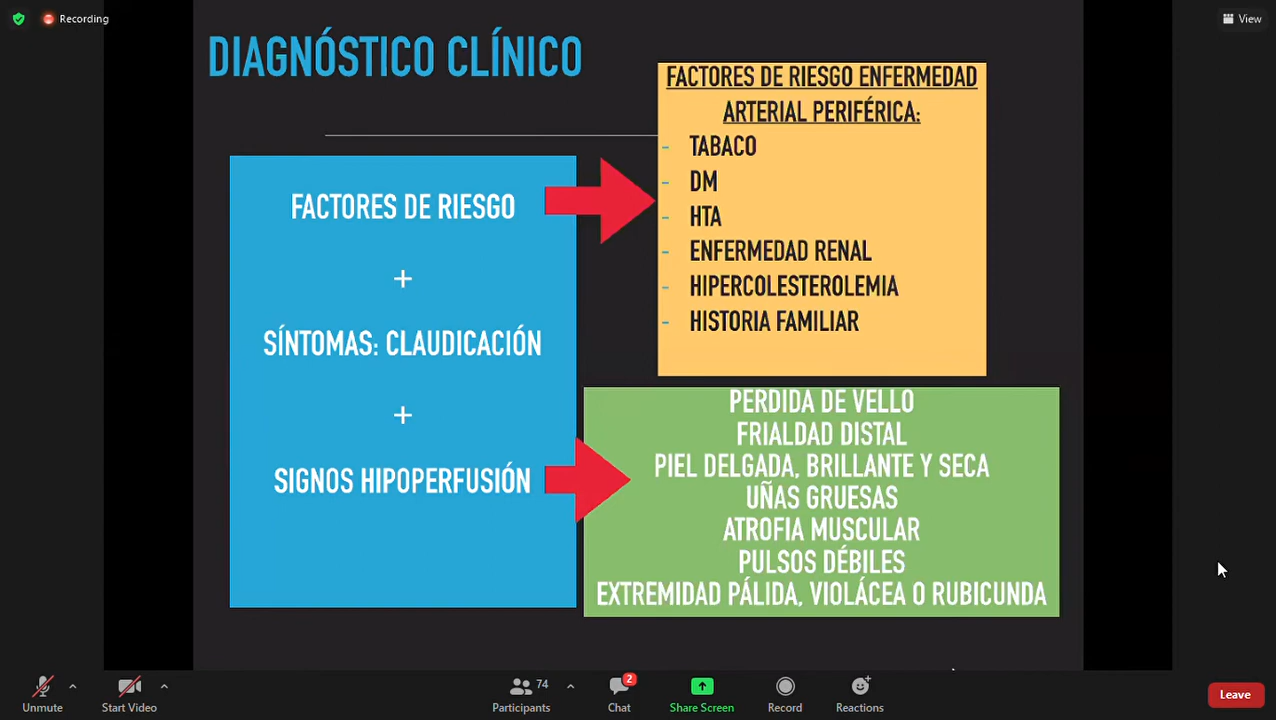 Recording
View
DIAGNÓSTICO CLÍNICO
FACTORES DE RIESGO
+
SÍNTOMAS: CLAUDICACIÓN
+
SIGNOS HIPOPERFUSIÓN
FACTORES DE RIESGO ENFERMEDAD
ARTERIAL PERIFÉRICA:
- TABACO
- DM
- HTA
- ENFERMEDAD RENAL
- HIPERCOLESTEROLEMIA
- HISTORIA FAMILIAR
PERDIDA DE VELLO
FRIALDAD DISTAL
PIEL DELGADA, BRILLANTE Y SECA
UÑAS GRUESAS
ATROFIA MUSCULAR
PULSOS DÉBILES
EXTREMIDAD PÁLIDA, VIOLÁCEA O RUBICUNDA
Unmute
Start Video
74
Participants
2
Chat
Share Screen
Record
Reactions
Leave